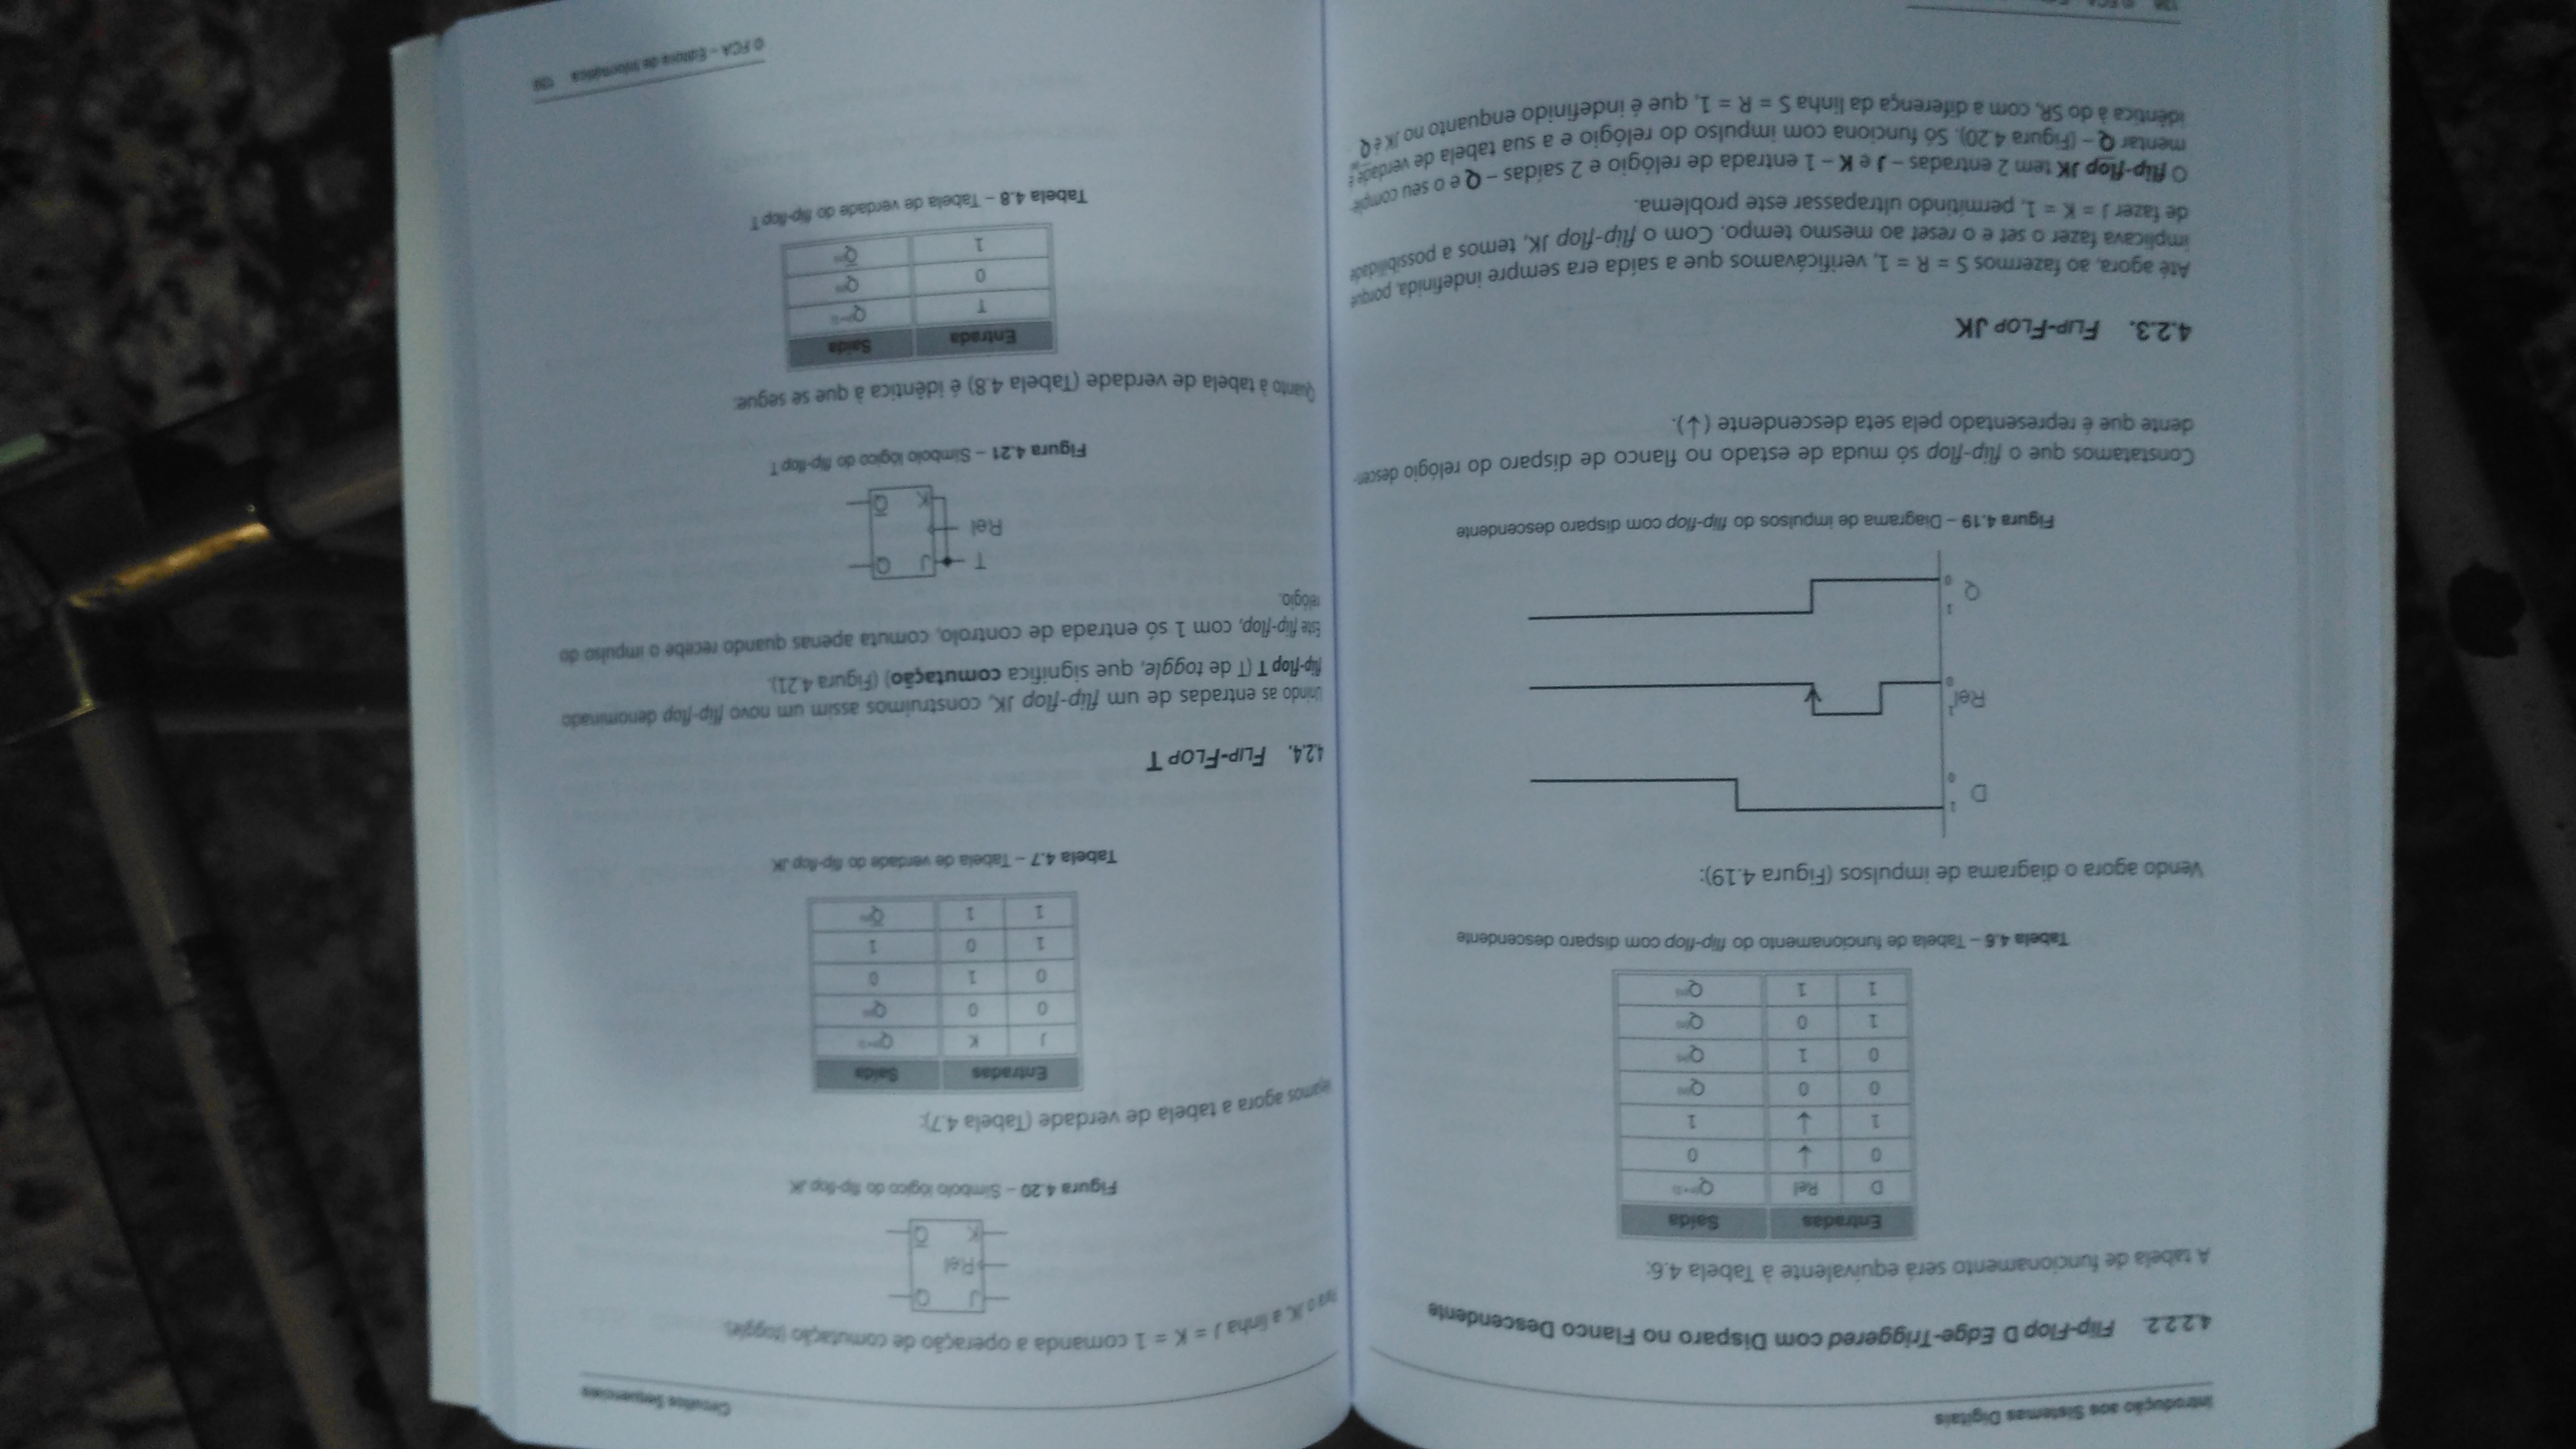 Introdução aos Sistemas Digitais
4.2.2.2. Flip-Flop D Edge-Triggered com Disparo no Flanco Descendente
A tabela de funcionamento será equivalente à Tabela 4.6:
Entradas Saída
D Rel Q(n+1)
0 ↓ 0
1 ↓ 1
0 0 Q(n)
0 1 Q(n)
1 0 Q(n)
1 1 Q(n)
Tabela 4.6 – Tabela de funcionamento do flip-flop com disparo descendente
Vendo agora o diagrama de impulsos (Figura 4.19):
D 1 0
Rel 1 0
Q 1 0
Figura 4.19 – Diagrama de impulsos do flip-flop com disparo descendente
Constatamos que o flip-flop só muda de estado no flanco de disparo do relógio descen-
dente que é representado pela seta descendente (↓).
4.2.3. FLIP-FLOP JK
Até agora, ao fazermos S = R = 1, verificávamos que a saída era sempre indefinida, porque
implicava fazer o set e o reset ao mesmo tempo. Com o flip-flop JK, temos a possibilidade
de fazer J = K = 1, permitindo ultrapassar este problema.
O flip-flop JK tem 2 entradas – J e K – 1 entrada de relógio e 2 saídas – Q e o seu comple-
mentar Q̅ – (Figura 4.20). Só funciona com impulso do relógio e a sua tabela de verdade é
idêntica à do SR, com a diferença da linha S = R = 1, que é indefinido enquanto no JK é Q̅
138 © FCA
Circuitos Sequenciais
o JK, a linha J = K = 1 comanda a operação de comutação (toggle).
J Q
Rel
K Q̅
Figura 4.20 – Símbolo lógico do flip-flop JK
agora a tabela de verdade (Tabela 4.7):
Entradas Saída
J K Q(n+1)
0 0 Q(n)
0 1 0
1 0 1
1 1 Q̅(n)
Tabela 4.7 – Tabela de verdade do flip-flop JK
4.2.4. FLIP-FLOP T
Unindo as entradas de um flip-flop JK, construímos assim um novo flip-flop denominado
flip-flop T (T de toggle, que significa comutação) (Figura 4.21).
Este flip-flop, com 1 só entrada de controlo, comuta apenas quando recebe o impulso do
relógio.
T J Q
Rel
K Q̅
Figura 4.21 – Símbolo lógico do flip-flop T
Quanto à tabela de verdade (Tabela 4.8) é idêntica à que se segue:
Entrada Saída
T Q(n+1)
0 Q(n)
1 Q̅(n)
Tabela 4.8 – Tabela de verdade do flip-flop T
© FCA – Editora de Informática 139